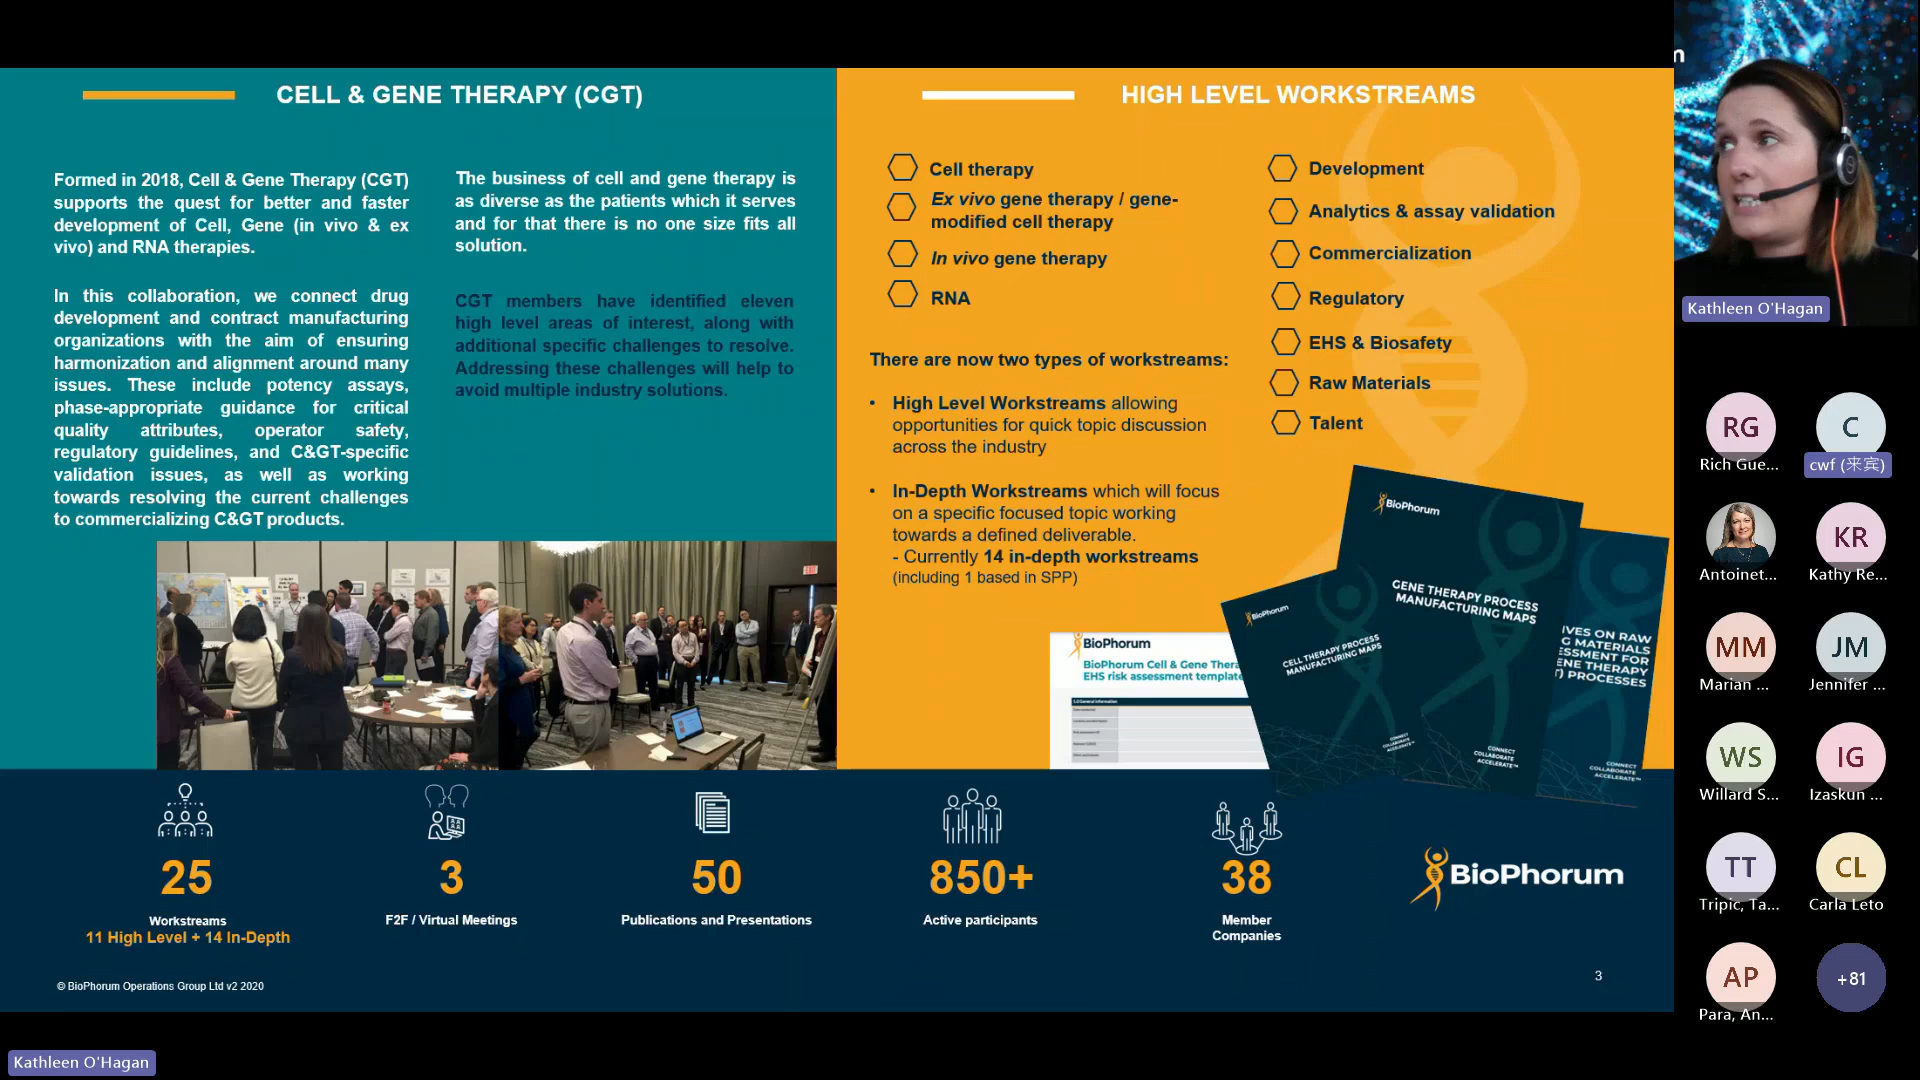 CELL & GENE THERAPY (CGT)
Formed in 2018, Cell & Gene Therapy (CGT)
supports the quest for better and faster
development of Cell, Gene (in vivo & ex
vivo) and RNA therapies.
In this collaboration, we connect drug
development and contract manufacturing
organizations with the aim of ensuring
harmonization and alignment around many
issues. These include potency assays,
phase-appropriate guidance for critical
quality attributes, operator safety,
regulatory guidelines, and C&GT-specific
validation issues, as well as working
towards resolving the current challenges
to commercializing C&GT products.
The business of cell and gene therapy is
as diverse as the patients which it serves
and for that there is no one size fits all
solution.
CGT members have identified eleven
high level areas of interest, along with
additional specific challenges to resolve.
Addressing these challenges will help to
avoid multiple industry solutions.
HIGH LEVEL WORKSTREAMS
Cell therapy
Ex vivo gene therapy / gene-
modified cell therapy
In vivo gene therapy
RNA
Development
Analytics & assay validation
Commercialization
Regulatory
EHS & Biosafety
Raw Materials
Talent
There are now two types of workstreams:
• High Level Workstreams allowing
opportunities for quick topic discussion
across the industry
• In-Depth Workstreams which will focus
on a specific focused topic working
towards a defined deliverable.
- Currently 14 in-depth workstreams
(including 1 based in SPP)
BioPhorum
BioPhorum Cell & Gene Thera
EHS risk assessment template
1.0 General information
BioPhorum
CELL THERAPY PROCESS
MANUFACTURING MAPS
CONNECT
COLLABORATE
ACCELERATE™
BioPhorum
GENE THERAPY PROCESS
MANUFACTURING MAPS
CONNECT
COLLABORATE
ACCELERATE™
IVES ON RAW
G MATERIALS
ESSMENT FOR
ENE THERAPY
T) PROCESSES
CONNECT
COLLABORATE
ACCELERATE™
25
Workstreams
11 High Level + 14 In-Depth
3
F2F / Virtual Meetings
50
Publications and Presentations
850+
Active participants
38
Member
Companies
BioPhorum
© BioPhorum Operations Group Ltd v2 2020
3
Kathleen O'Hagan
n
Kathleen O'Hagan
RG
Rich Gue...
C
cwf (来宾)
Antoinet...
KR
Kathy Re...
MM
Marian ...
JM
Jennifer ...
WS
Willard S...
IG
Izaskun ...
TT
Tripic, Ta...
CL
Carla Leto
AP
Para, An...
+81